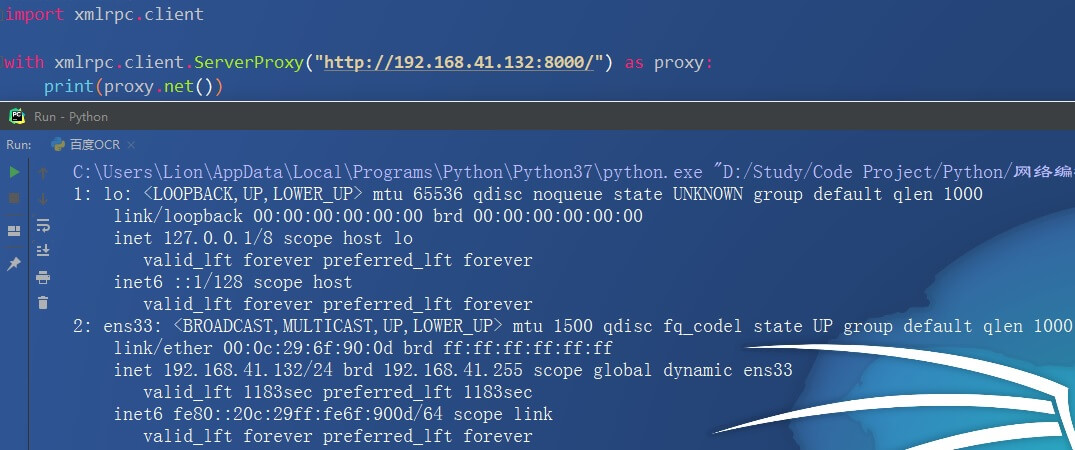 import xmlrpc.client
with xmlrpc.client.ServerProxy("http://192.168.41.132:8000/") as proxy:
print(proxy.net())
Run - Python
Run: 百度OCR ×
C:\Users\Lion\AppData\Local\Programs\Python\Python37\python.exe "D:/Study/Code Project/Python/网络编
1: lo: <LOOPBACK,UP,LOWER_UP> mtu 65536 qdisc noqueue state UNKNOWN group default qlen 1000
link/loopback 00:00:00:00:00:00 brd 00:00:00:00:00:00
inet 127.0.0.1/8 scope host lo
valid_lft forever preferred_lft forever
inet6 ::1/128 scope host
valid_lft forever preferred_lft forever
2: ens33: <BROADCAST,MULTICAST,UP,LOWER_UP> mtu 1500 qdisc fq_codel state UP group default qlen 1000
link/ether 00:0c:29:6f:90:0d brd ff:ff:ff:ff:ff:ff
inet 192.168.41.132/24 brd 192.168.41.255 scope global dynamic ens33
valid_lft 1183sec preferred_lft 1183sec
inet6 fe80::20c:29ff:fe6f:900d/64 scope link
valid_lft forever preferred_lft forever